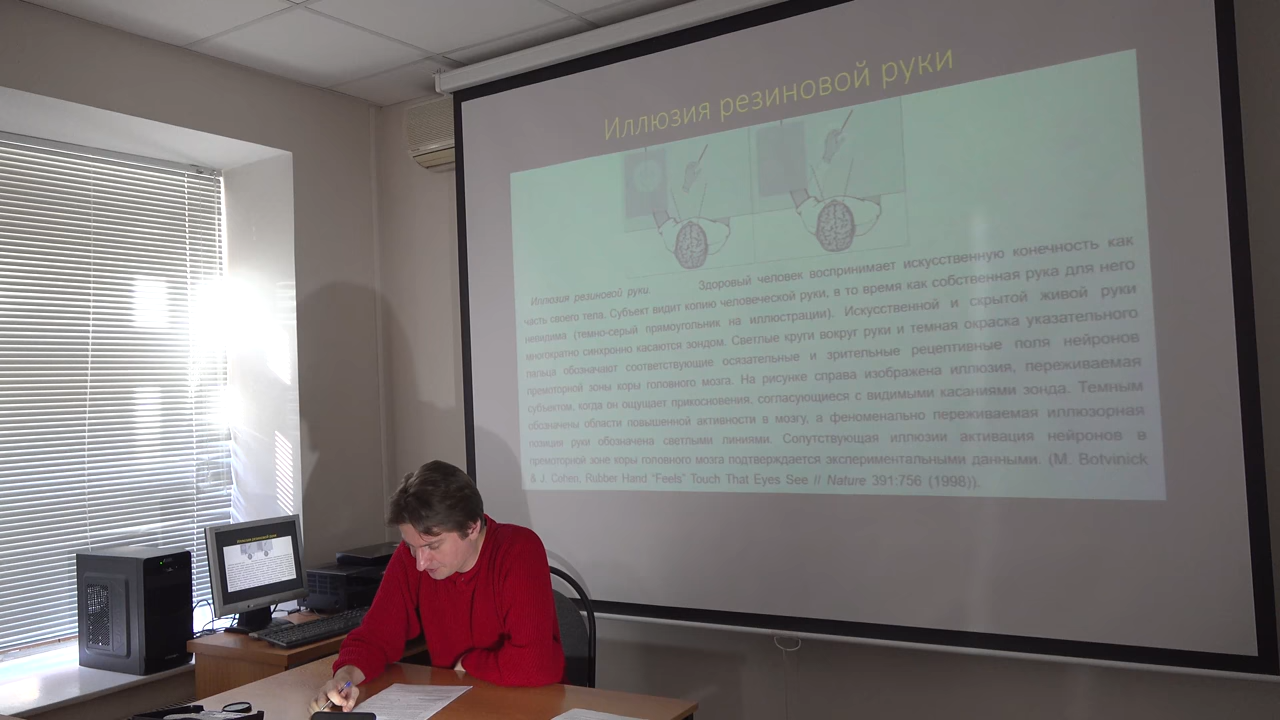 Иллюзия резиновой руки
Иллюзия резиновой руки. Здоровый человек воспринимает искусственную конечность как
часть своего тела. Субъект видит копию человеческой руки, в то время как собственная рука для него
невидима (темно-серый прямоугольник на иллюстрации). Искусственной и скрытой живой руки
многократно синхронно касаются зондом. Светлые круги вокруг руки и темная окраска указательного
пальца обозначают соответствующие осязательные и зрительные рецептивные поля нейронов
премоторной зоны коры головного мозга. На рисунке справа изображена иллюзия, переживаемая
субъектом, когда он ощущает прикосновения, согласующиеся с видимыми касаниями зонда. Темным
обозначены области повышенной активности в мозгу, а феноменально переживаемая иллюзорная
позиция руки обозначена светлыми линиями. Сопутствующая иллюзии активация нейронов в
премоторной зоне коры головного мозга подтверждается экспериментальными данными. (M. Botvinick
& J. Cohen, Rubber Hand "Feels" Touch That Eyes See // Nature 391:756 (1998)).
Иллюзия резиновой руки